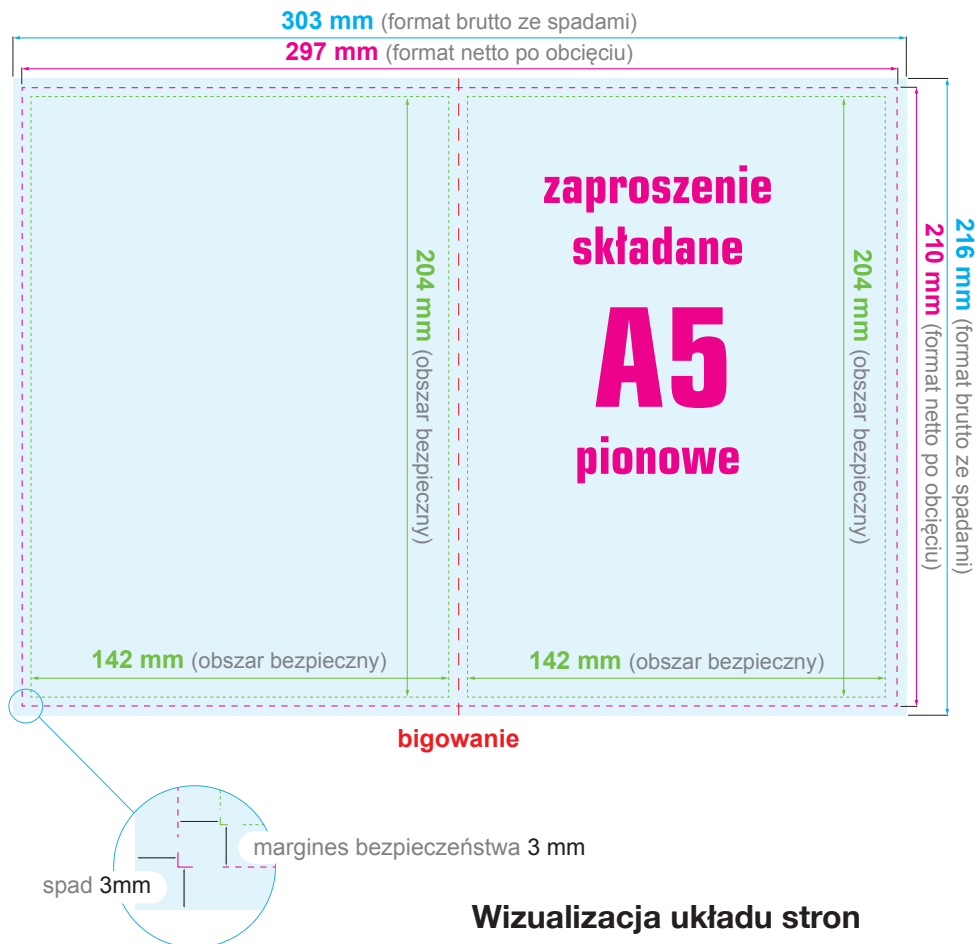 303 mm (format brutto ze spadami)
297 mm (format netto po obcięciu)
zaproszenie
składane
A5
pionowe
204 mm (obszar bezpieczny)
204 mm (obszar bezpieczny)
210 mm (format netto po obcięciu)
216 mm (format brutto ze spadami)
142 mm (obszar bezpieczny)
142 mm (obszar bezpieczny)
bigowanie
margines bezpieczeństwa 3 mm
spad 3mm
Wizualizacja układu stron